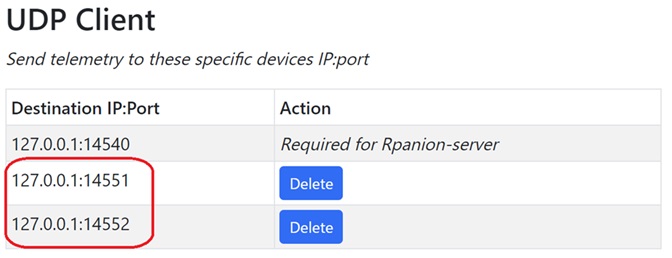 UDP Client
Send telemetry to these specific devices IP:port
Destination IP:Port Action
127.0.0.1:14540 Required for Rpanion-server
127.0.0.1:14551 Delete
127.0.0.1:14552 Delete